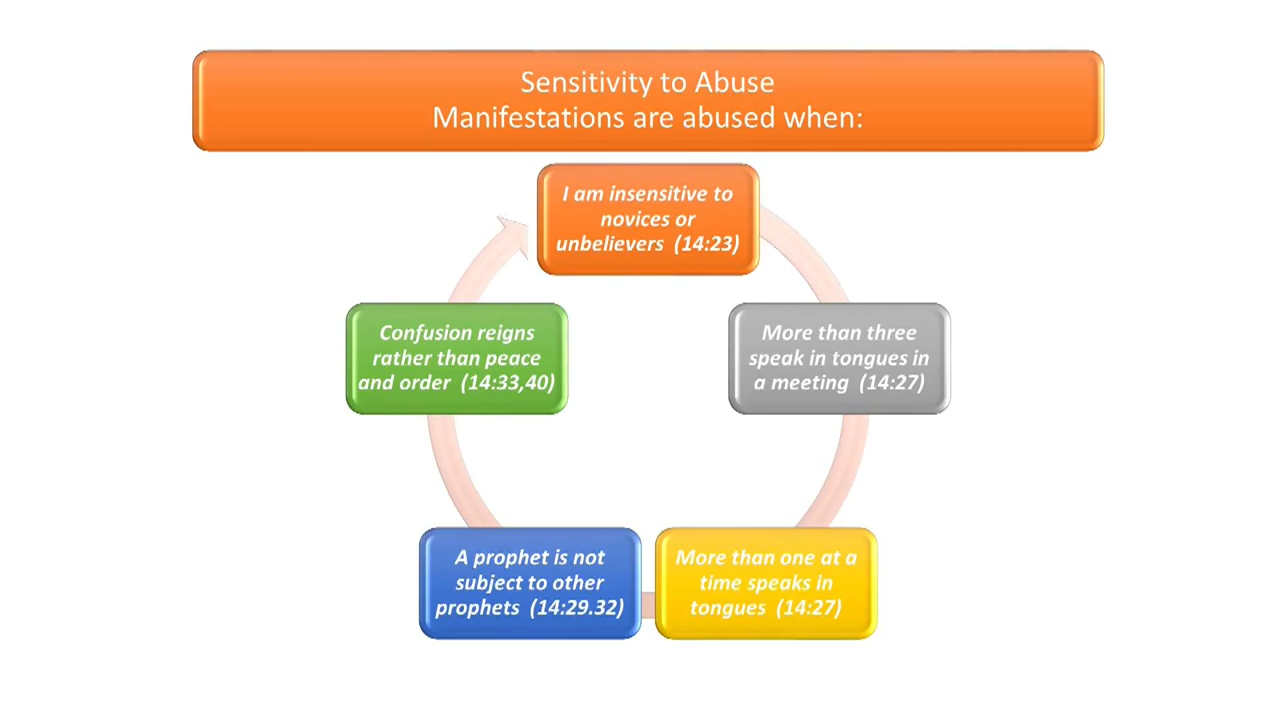 Sensitivity to Abuse
Manifestations are abused when:
I am insensitive to
novices or
unbelievers (14:23)
More than three
speak in tongues in
a meeting (14:27)
More than one at a
time speaks in
tongues (14:27)
A prophet is not
subject to other
prophets (14:29.32)
Confusion reigns
rather than peace
and order (14:33,40)